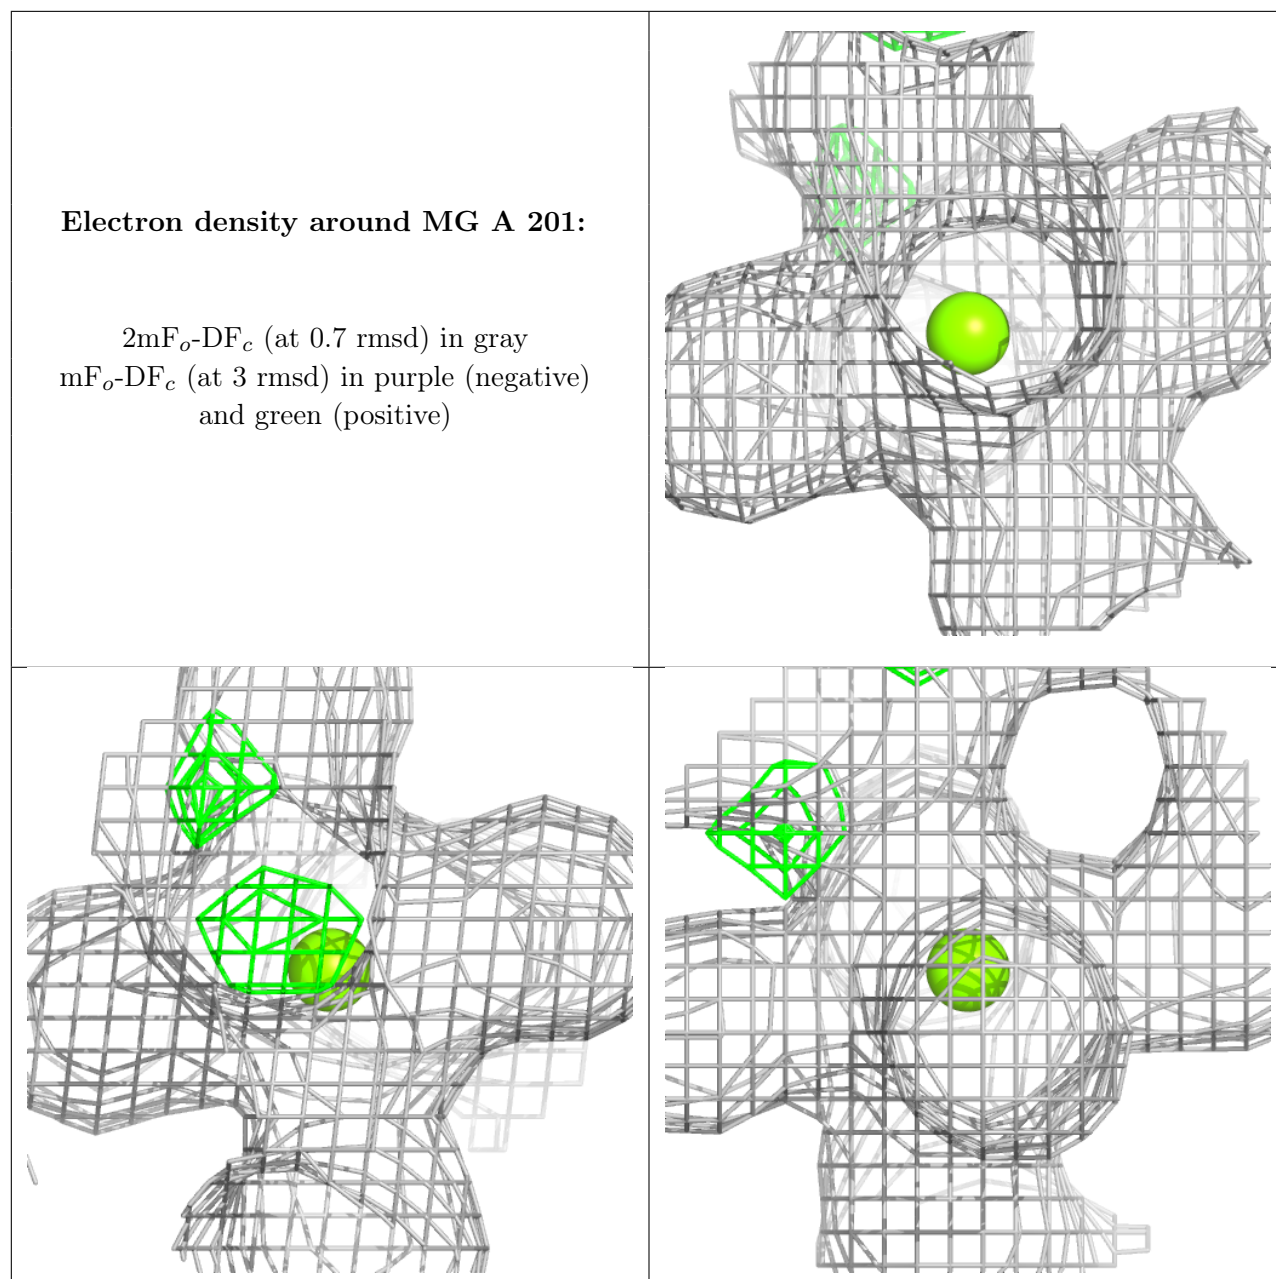 Electron density around MG A 201:
2mFo-DFc (at 0.7 rmsd) in gray
mFo-DFc (at 3 rmsd) in purple (negative)
and green (positive)